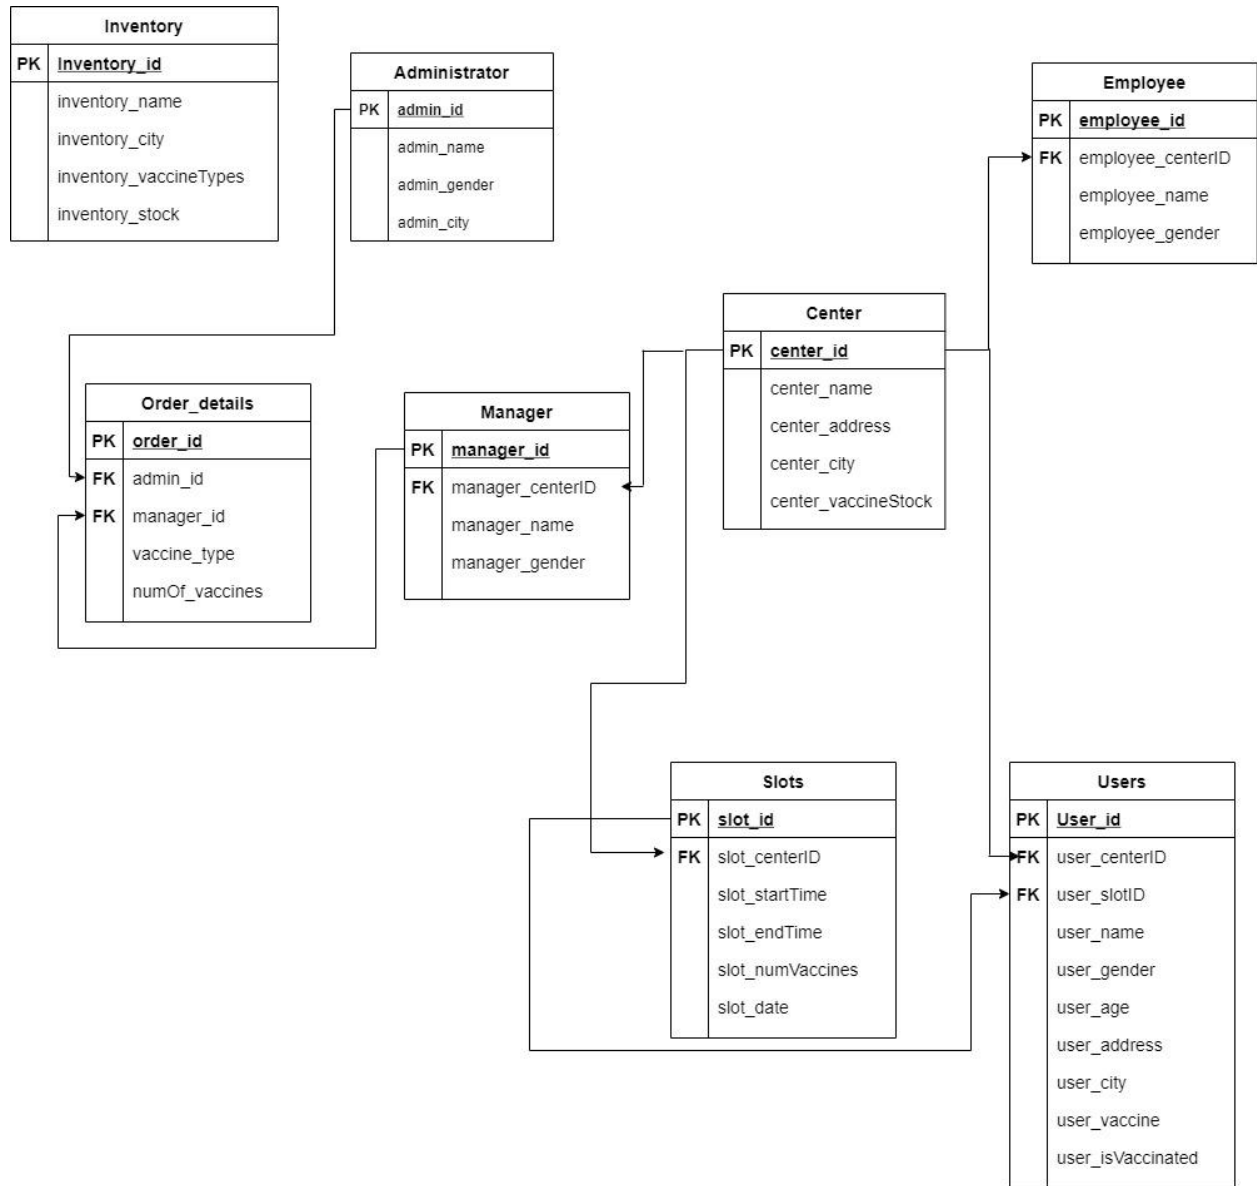 Inventory
PK Inventory_id
inventory_name
inventory_city
inventory_vaccineTypes
inventory_stock
Administrator
PK admin_id
admin_name
admin_gender
admin_city
Employee
PK employee_id
FK employee_centerID
employee_name
employee_gender
Center
PK center_id
center_name
center_address
center_city
center_vaccineStock
Order_details
PK order_id
FK admin_id
FK manager_id
vaccine_type
numOf_vaccines
Manager
PK manager_id
FK manager_centerID
manager_name
manager_gender
Slots
PK slot_id
FK slot_centerID
slot_startTime
slot_endTime
slot_numVaccines
slot_date
Users
PK User_id
FK user_centerID
FK user_slotID
user_name
user_gender
user_age
user_address
user_city
user_vaccine
user_isVaccinated